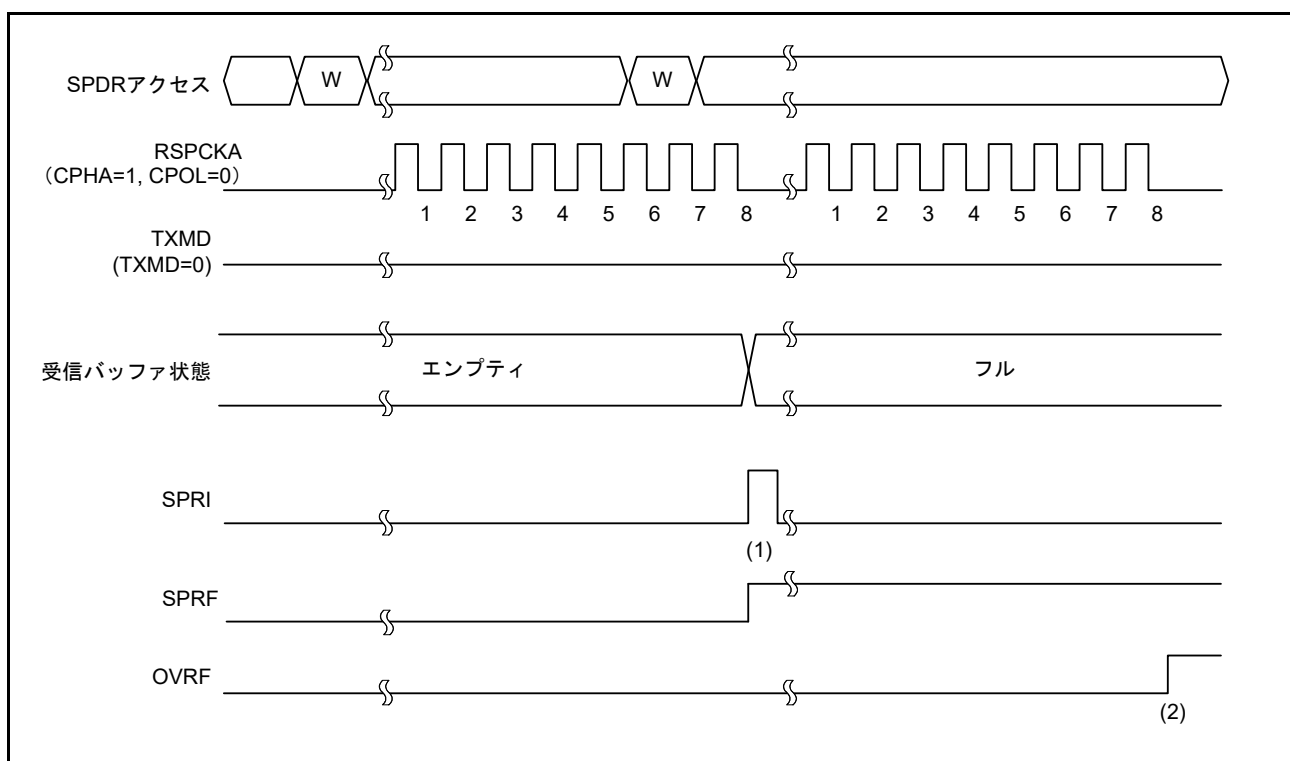 SPDRアクセス
W
W
RSPCKA
（CPHA=1, CPOL=0）
1 2 3 4 5 6 7 8
1 2 3 4 5 6 7 8
TXMD
(TXMD=0)
受信バッファ状態
エンプティ
フル
SPRI
(1)
SPRF
OVRF
(2)